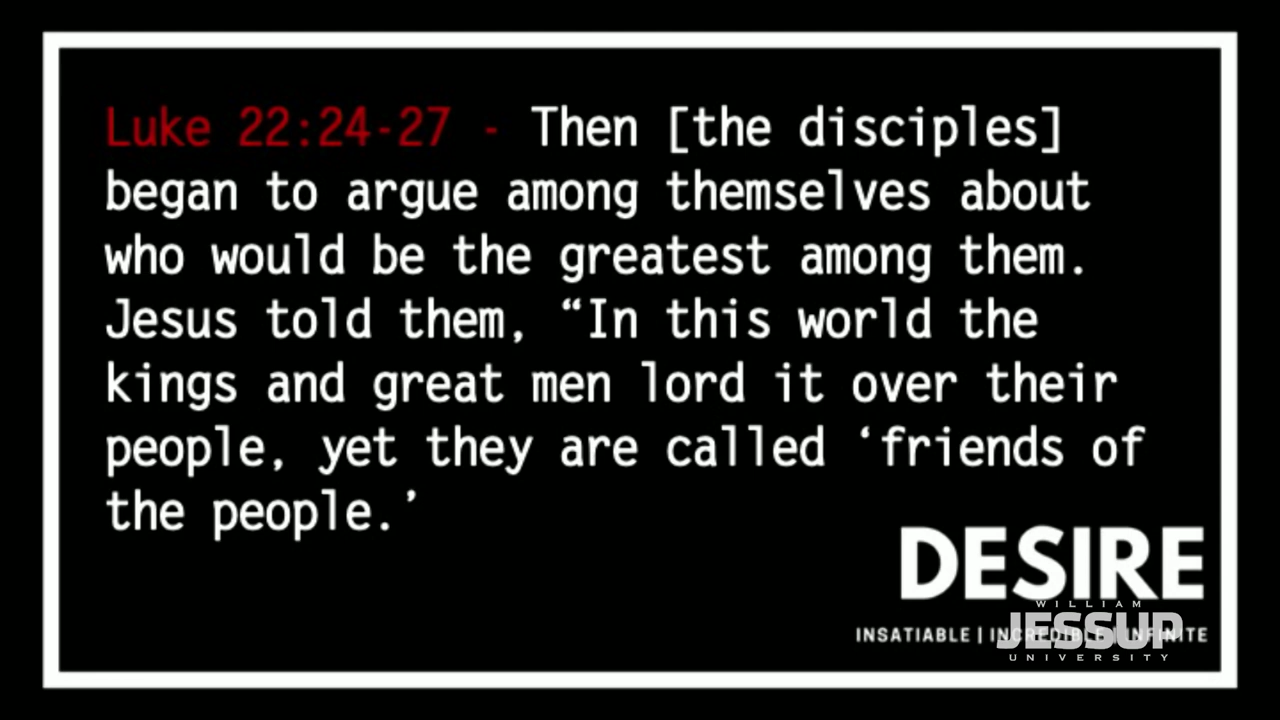 Luke 22:24-27 - Then [the disciples]
began to argue among themselves about
who would be the greatest among them.
Jesus told them, “In this world the
kings and great men lord it over their
people, yet they are called ‘friends of
the people.’
DESIRE
INSATIABLE | INCREDIBLE | INFINITE
WILLIAM
JESSUP
UNIVERSITY